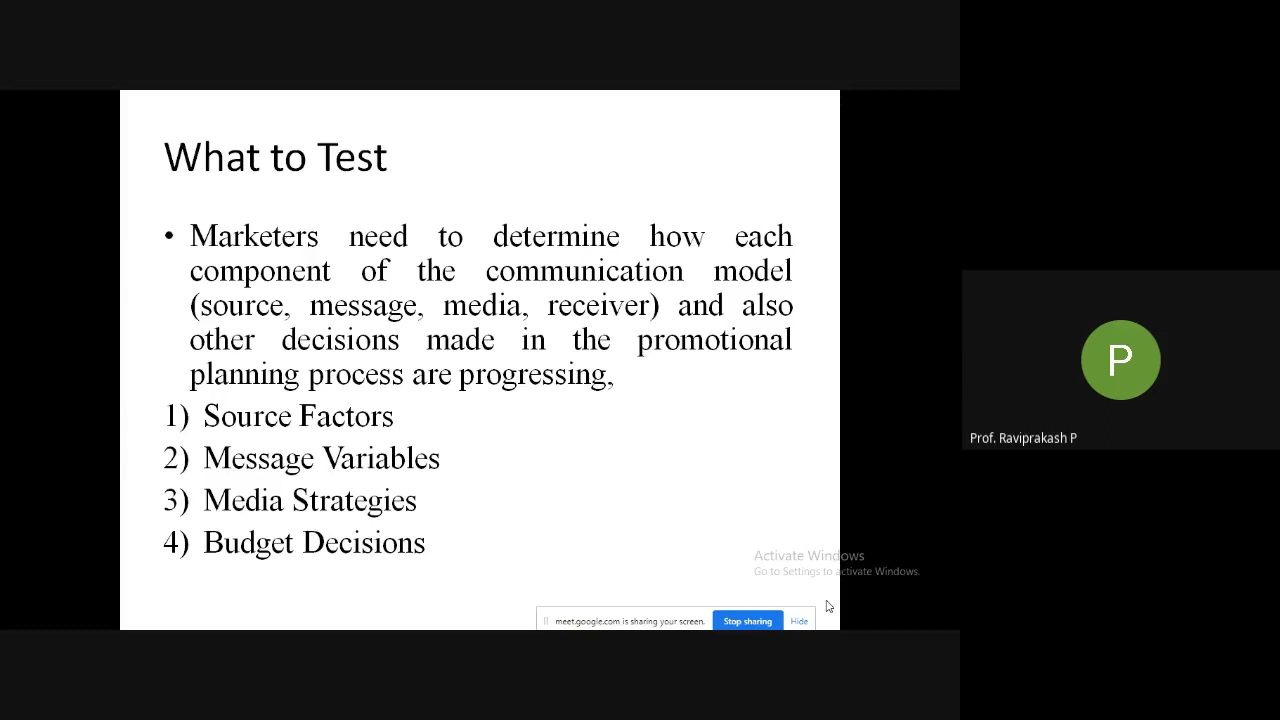 What to Test
• Marketers need to determine how each
component of the communication model
(source, message, media, receiver) and also
other decisions made in the promotional
planning process are progressing,
1) Source Factors
2) Message Variables
3) Media Strategies
4) Budget Decisions
Activate Windows
Go to Settings to activate Windows.
meet.google.com is sharing your screen.
Stop sharing
Hide
P
Prof. Raviprakash P